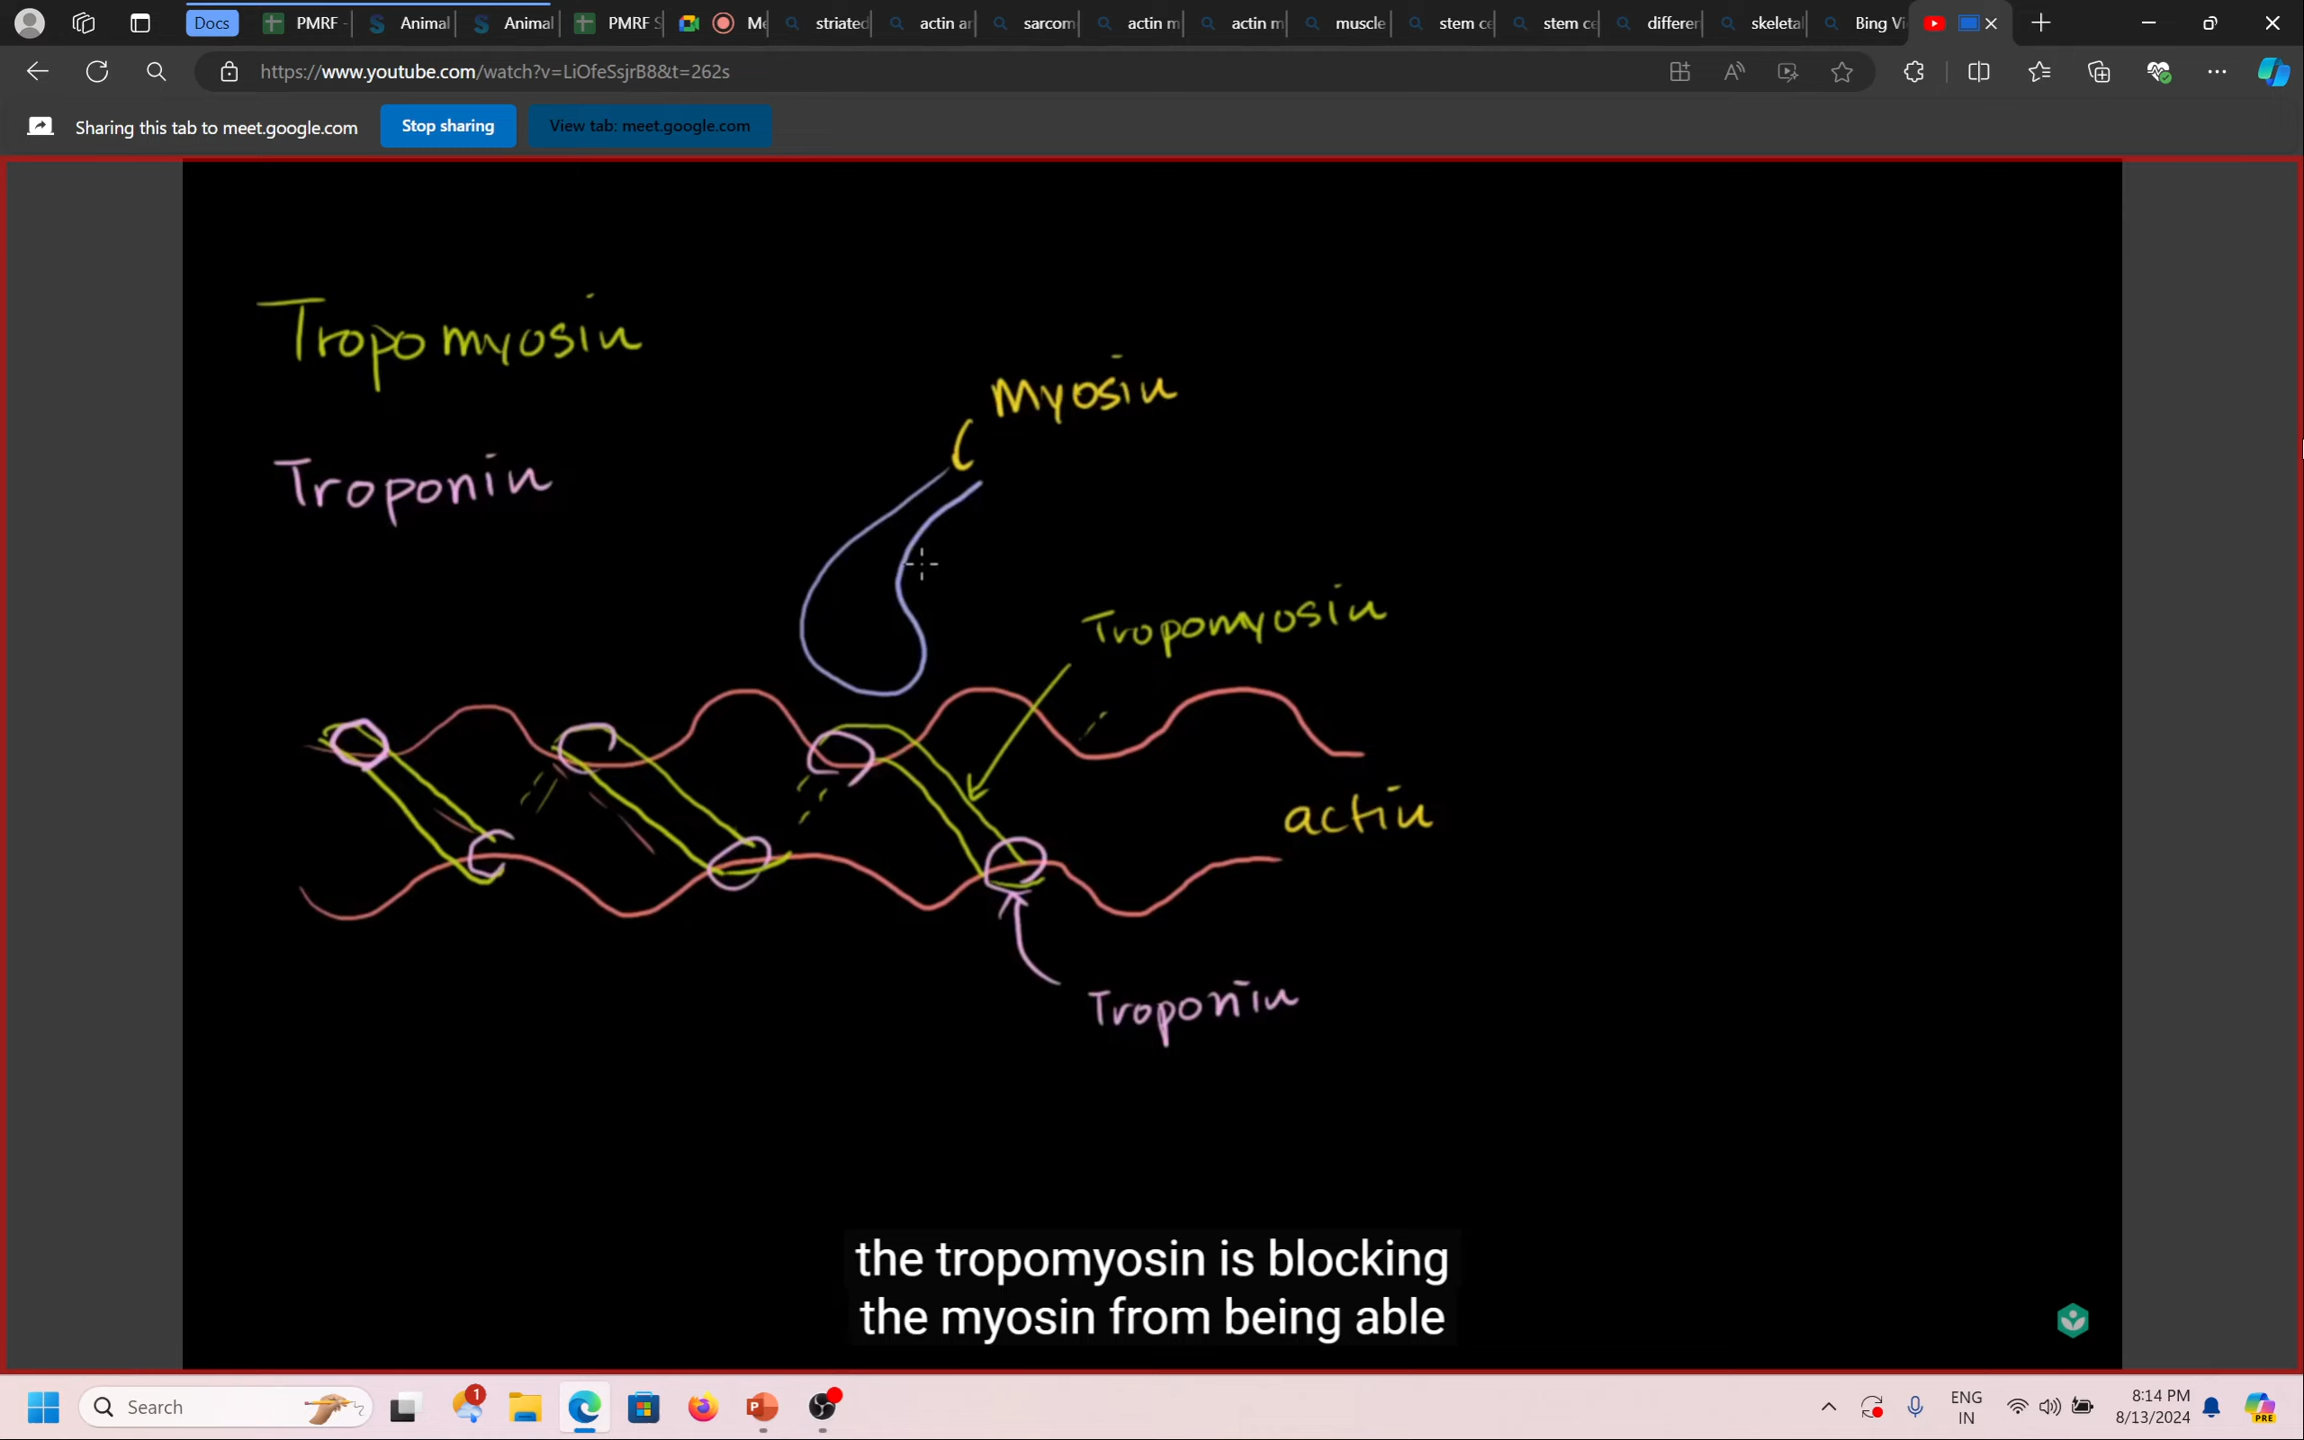 Docs
PMRF -
Animal
Animal
PMRF S
Me
striated
actin ar
sarcom
actin m
actin m
muscle
stem ce
stem ce
differer
skeletal
Bing Vi
https://www.youtube.com/watch?v=LiOfeSsjrB8&t=262s
Sharing this tab to meet.google.com
Stop sharing
View tab: meet.google.com
Tropomyosin
Myosin
Troponin
Tropomyosin
actin
Troponin
the tropomyosin is blocking
the myosin from being able
Search
1
ENG
IN
8:14 PM
8/13/2024
PRE